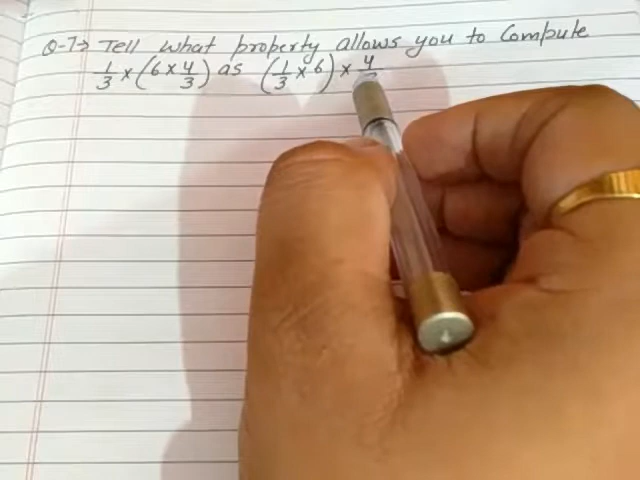 Q-7→ Tell what property allows you to Compute
1/3 × (6 × 4/3) as (1/3 × 6) × 4